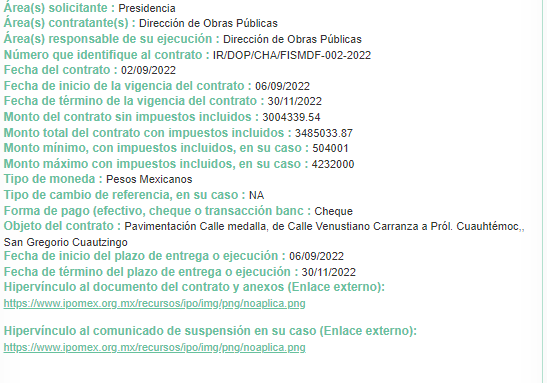 Área(s) solicitante : Presidencia
Área(s) contratante(s) : Dirección de Obras Públicas
Área(s) responsable de su ejecución : Dirección de Obras Públicas
Número que identifique al contrato : IR/DOP/CHA/FISMDF-002-2022
Fecha del contrato : 02/09/2022
Fecha de inicio de la vigencia del contrato : 06/09/2022
Fecha de término de la vigencia del contrato : 30/11/2022
Monto del contrato sin impuestos incluidos : 3004339.54
Monto total del contrato con impuestos incluidos : 3485033.87
Monto mínimo, con impuestos incluidos, en su caso : 504001
Monto máximo con impuestos incluidos, en su caso : 4232000
Tipo de moneda : Pesos Mexicanos
Tipo de cambio de referencia, en su caso : NA
Forma de pago (efectivo, cheque o transacción banc : Cheque
Objeto del contrato : Pavimentación Calle medalla, de Calle Venustiano Carranza a Pról. Cuauhtémoc,,
San Gregorio Cuautzingo
Fecha de inicio del plazo de entrega o ejecución : 06/09/2022
Fecha de término del plazo de entrega o ejecución : 30/11/2022
Hipervínculo al documento del contrato y anexos (Enlace externo):
https://www.ipomex.org.mx/recursos/ipo/img/png/noaplica.png
Hipervínculo al comunicado de suspensión en su caso (Enlace externo):
https://www.ipomex.org.mx/recursos/ipo/img/png/noaplica.png